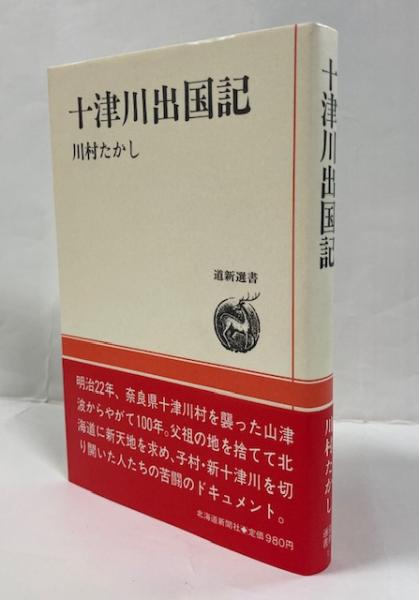 十津川出国記
川村たかし
道新選書
明治22年、奈良県十津川村を襲った山津
波からやがて100年。父祖の地を捨てて北
海道に新天地を求め、子村・新十津川を切
り開いた人たちの苦闘のドキュメント。
北海道新聞社◆定価980円
十津川出国記
川村たかし